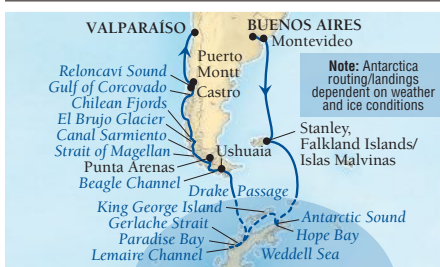 VALPARAÍSO
BUENOS AIRES
Montevideo
Puerto
Montt
Reloncaví Sound
Gulf of Corcovado
Castro
Chilean Fjords
El Brujo Glacier
Canal Sarmiento
Strait of Magellan
Ushuaia
Punta Arenas
Beagle Channel
Note: Antarctica
routing/landings
dependent on weather
and ice conditions
Stanley,
Falkland Islands/
Islas Malvinas
Drake Passage
King George Island
Gerlache Strait
Paradise Bay
Lemaire Channel
Antarctic Sound
Hope Bay
Weddell Sea